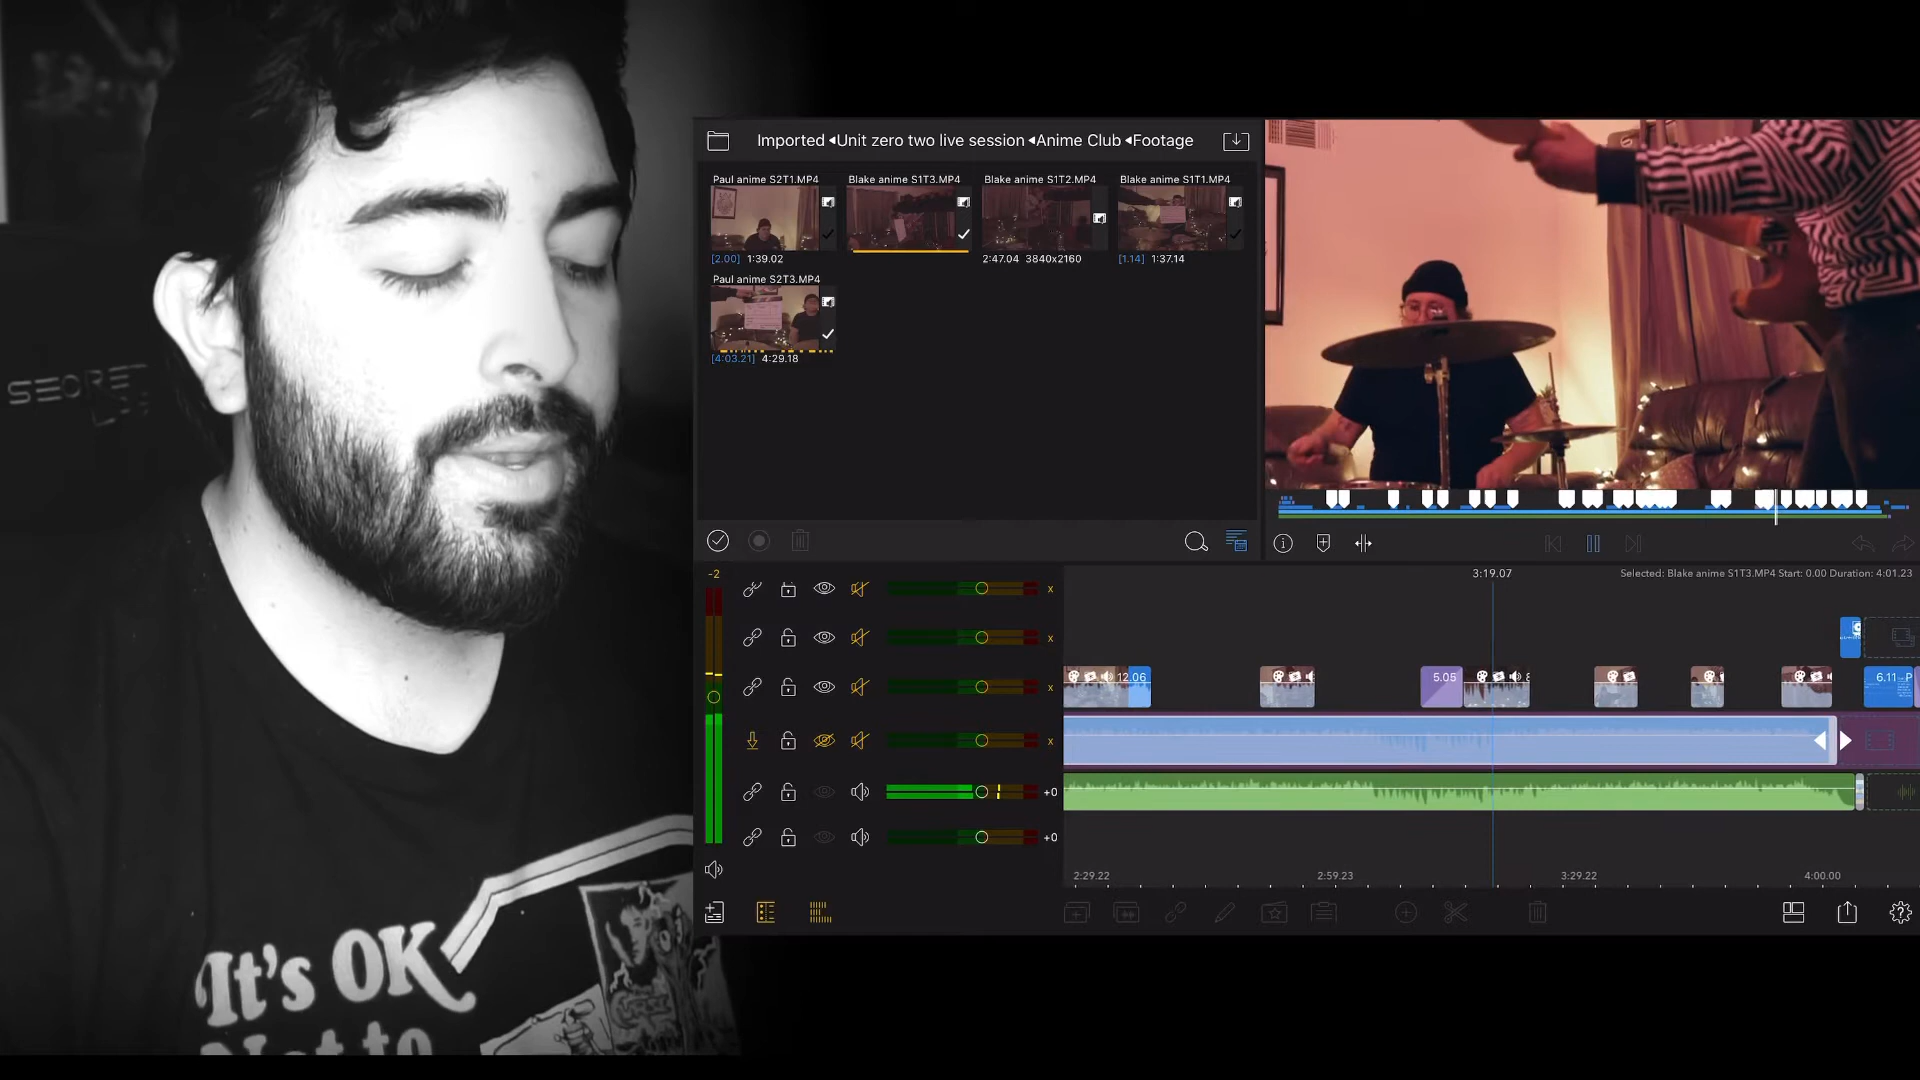 Imported Unit zero two live session Anime Club Footage
Paul anime S2T1.MP4 Blake anime S1T3.MP4 Blake anime S1T2.MP4 Blake anime S1T1.MP4
[2.00] 1:39.02 2:47.04 3840x2160 [1.14] 1:37.14
Paul anime S2T3.MP4
[4:03.21] 4:29.18
-2
3:19.07 Selected: Blake anime S1T3.MP4 Start: 0.00 Duration: 4:01.23
x
x
12.06 5.05 8 6.11 P
x
x
+0
+0
2:29.22 2:59.23 3:29.22 4:00.00
SECRET
LAB
It's OK
Not to